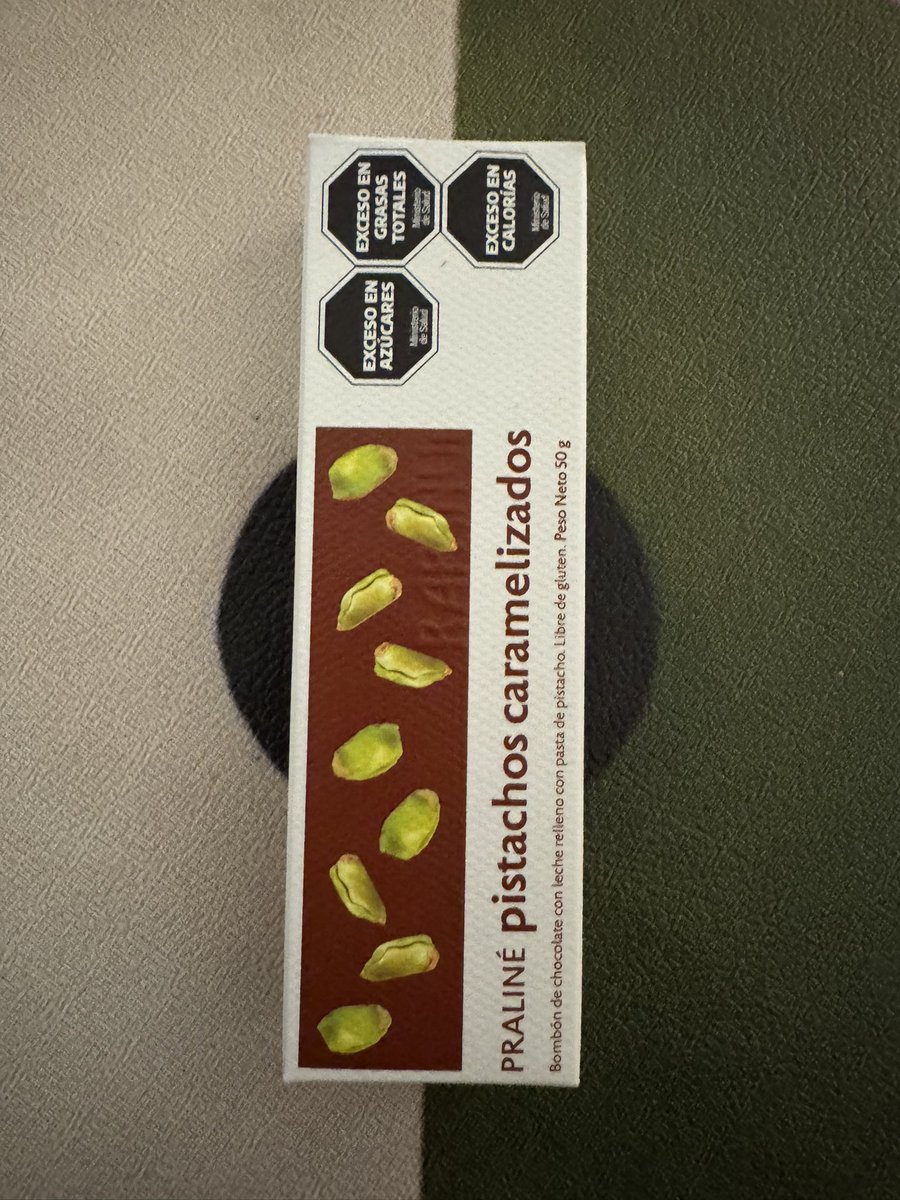 PRALINÉ pistachos caramelizados
Bombón de chocolate con leche relleno con pasta de pistacho. Libre de gluten. Peso Neto 50 g
EXCESO EN
AZÚCARES
Ministerio
de Salud
EXCESO EN
GRASAS
TOTALES
Ministerio
de Salud
EXCESO EN
CALORÍAS
Ministerio
de Salud